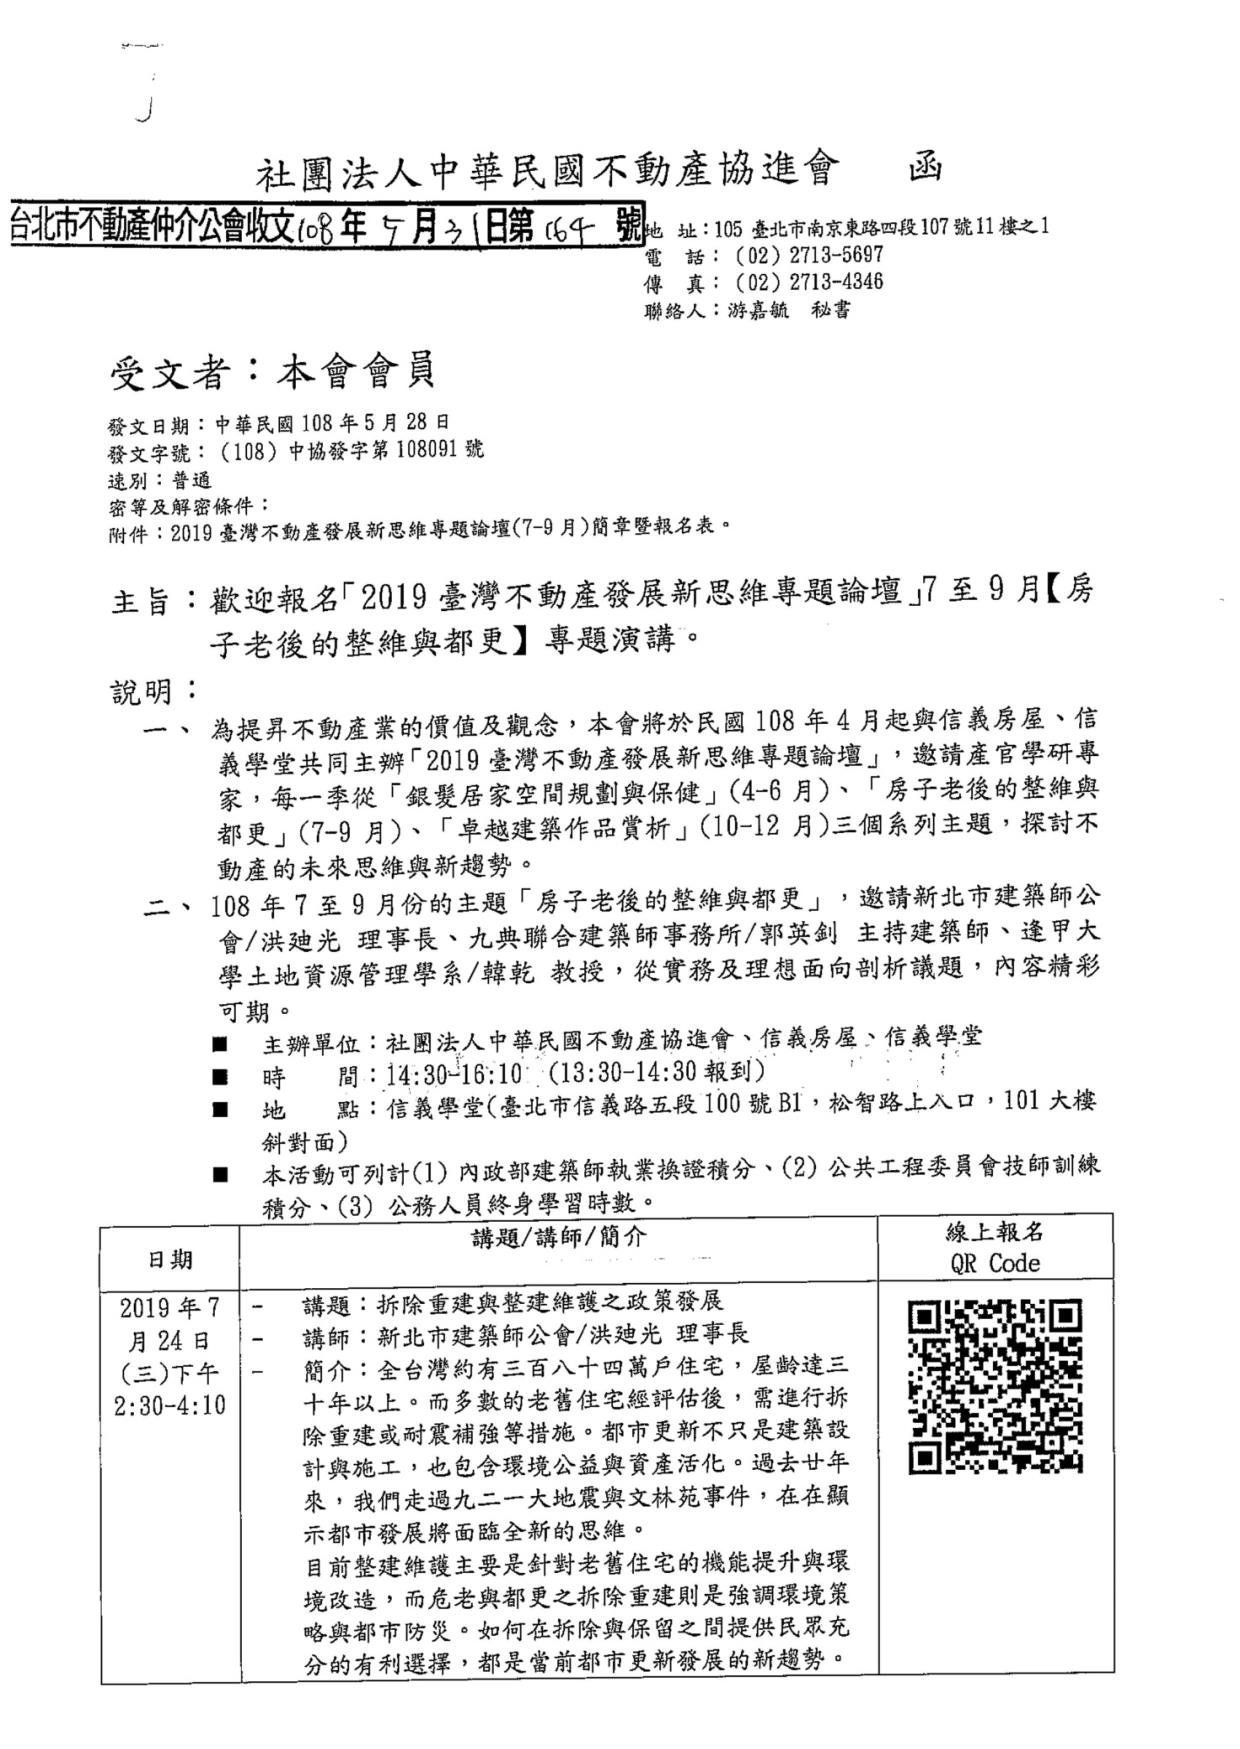 社團法人中華民國不動產協進會　函
台北市不動產仲介公會收文108年5月31日第164號
地　址：105 臺北市南京東路四段107號11樓之1
電　話：（02）2713-5697
傳　真：（02）2713-4346
聯絡人：游嘉毓　秘書
受文者：本會會員
發文日期：中華民國108年5月28日
發文字號：（108）中協發字第108091號
速別：普通
密等及解密條件：
附件：2019臺灣不動產發展新思維專題論壇(7-9月)簡章暨報名表。
主旨：歡迎報名「2019臺灣不動產發展新思維專題論壇」7至9月【房
子老後的整維與都更】專題演講。
說明：
一、為提昇不動產業的價值及觀念，本會將於民國108年4月起與信義房屋、信
義學堂共同主辦「2019臺灣不動產發展新思維專題論壇」，邀請產官學研專
家，每一季從「銀髮居家空間規劃與保健」(4-6月)、「房子老後的整維與
都更」(7-9月)、「卓越建築作品賞析」(10-12月)三個系列主題，探討不
動產的未來思維與新趨勢。
二、108年7至9月份的主題「房子老後的整維與都更」，邀請新北市建築師公
會/洪廸光 理事長、九典聯合建築師事務所/郭英釗 主持建築師、逢甲大
學土地資源管理學系/韓乾 教授，從實務及理想面向剖析議題，內容精彩
可期。
■ 主辦單位：社團法人中華民國不動產協進會、信義房屋、信義學堂
■ 時　間：14:30-16:10（13:30-14:30報到）
■ 地　點：信義學堂(臺北市信義路五段100號B1，松智路上入口，101大樓
斜對面)
■ 本活動可列計(1)內政部建築師執業換證積分、(2)公共工程委員會技師訓練
積分、(3)公務人員終身學習時數。
日期
講題/講師/簡介
線上報名
QR Code
2019年7
月24日
(三)下午
2:30-4:10
- 講題：拆除重建與整建維護之政策發展
- 講師：新北市建築師公會/洪廸光 理事長
- 簡介：全台灣約有三百八十四萬戶住宅，屋齡達三
十年以上。而多數的老舊住宅經評估後，需進行拆
除重建或耐震補強等措施。都市更新不只是建築設
計與施工，也包含環境公益與資產活化。過去廿年
來，我們走過九二一大地震與文林苑事件，在在顯
示都市發展將面臨全新的思維。
目前整建維護主要是針對老舊住宅的機能提升與環
境改造，而危老與都更之拆除重建則是強調環境策
略與都市防災。如何在拆除與保留之間提供民眾充
分的有利選擇，都是當前都市更新發展的新趨勢。